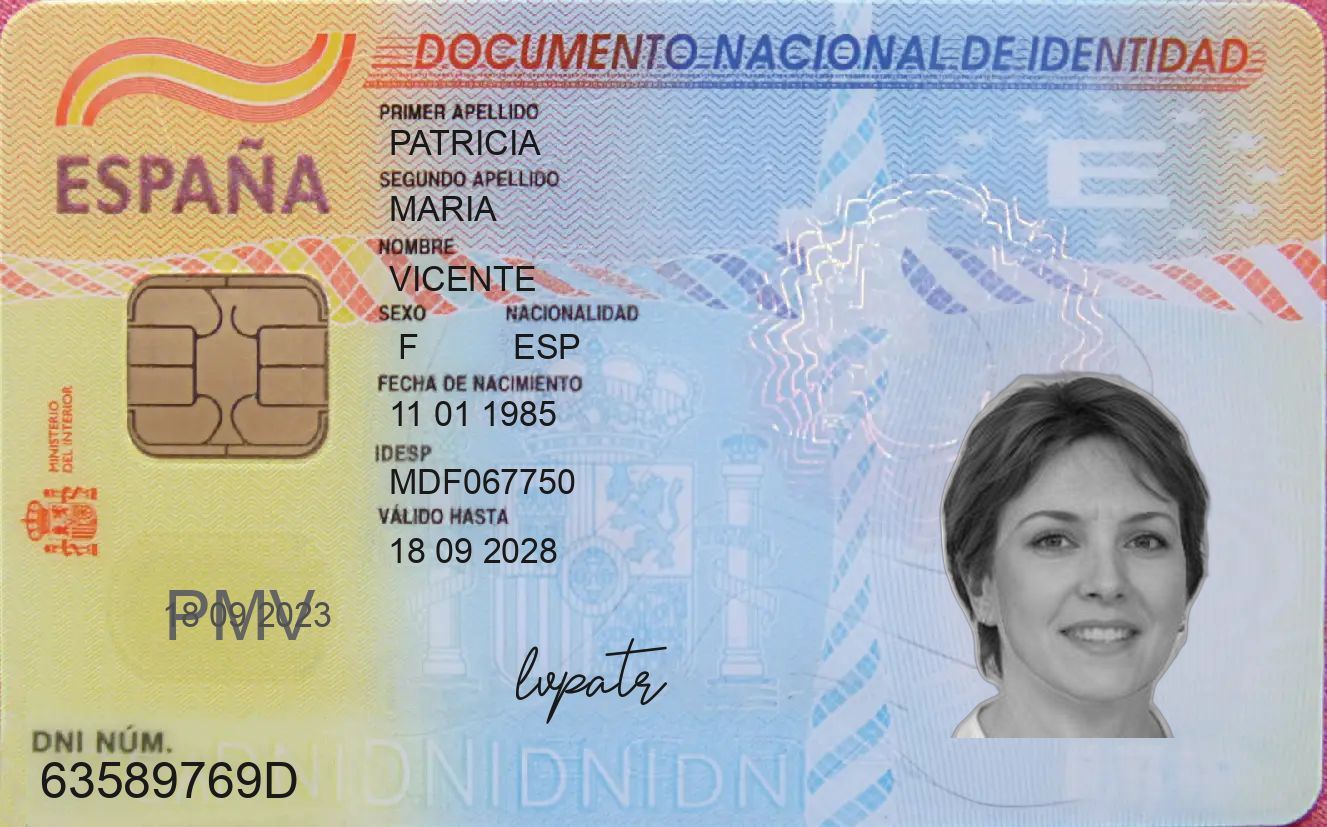 DOCUMENTO NACIONAL DE IDENTIDAD
ESPAÑA
PRIMER APELLIDO
PATRICIA
SEGUNDO APELLIDO
MARIA
NOMBRE
VICENTE
SEXO NACIONALIDAD
F ESP
FECHA DE NACIMIENTO
11 01 1985
IDESP
MDF067750
VÁLIDO HASTA
18 09 2028
MINISTERIO
DEL INTERIOR
E
PMV
18 09 2023
lvpatr
DNI NÚM.
63589769D
DNIDNIDNIDNI